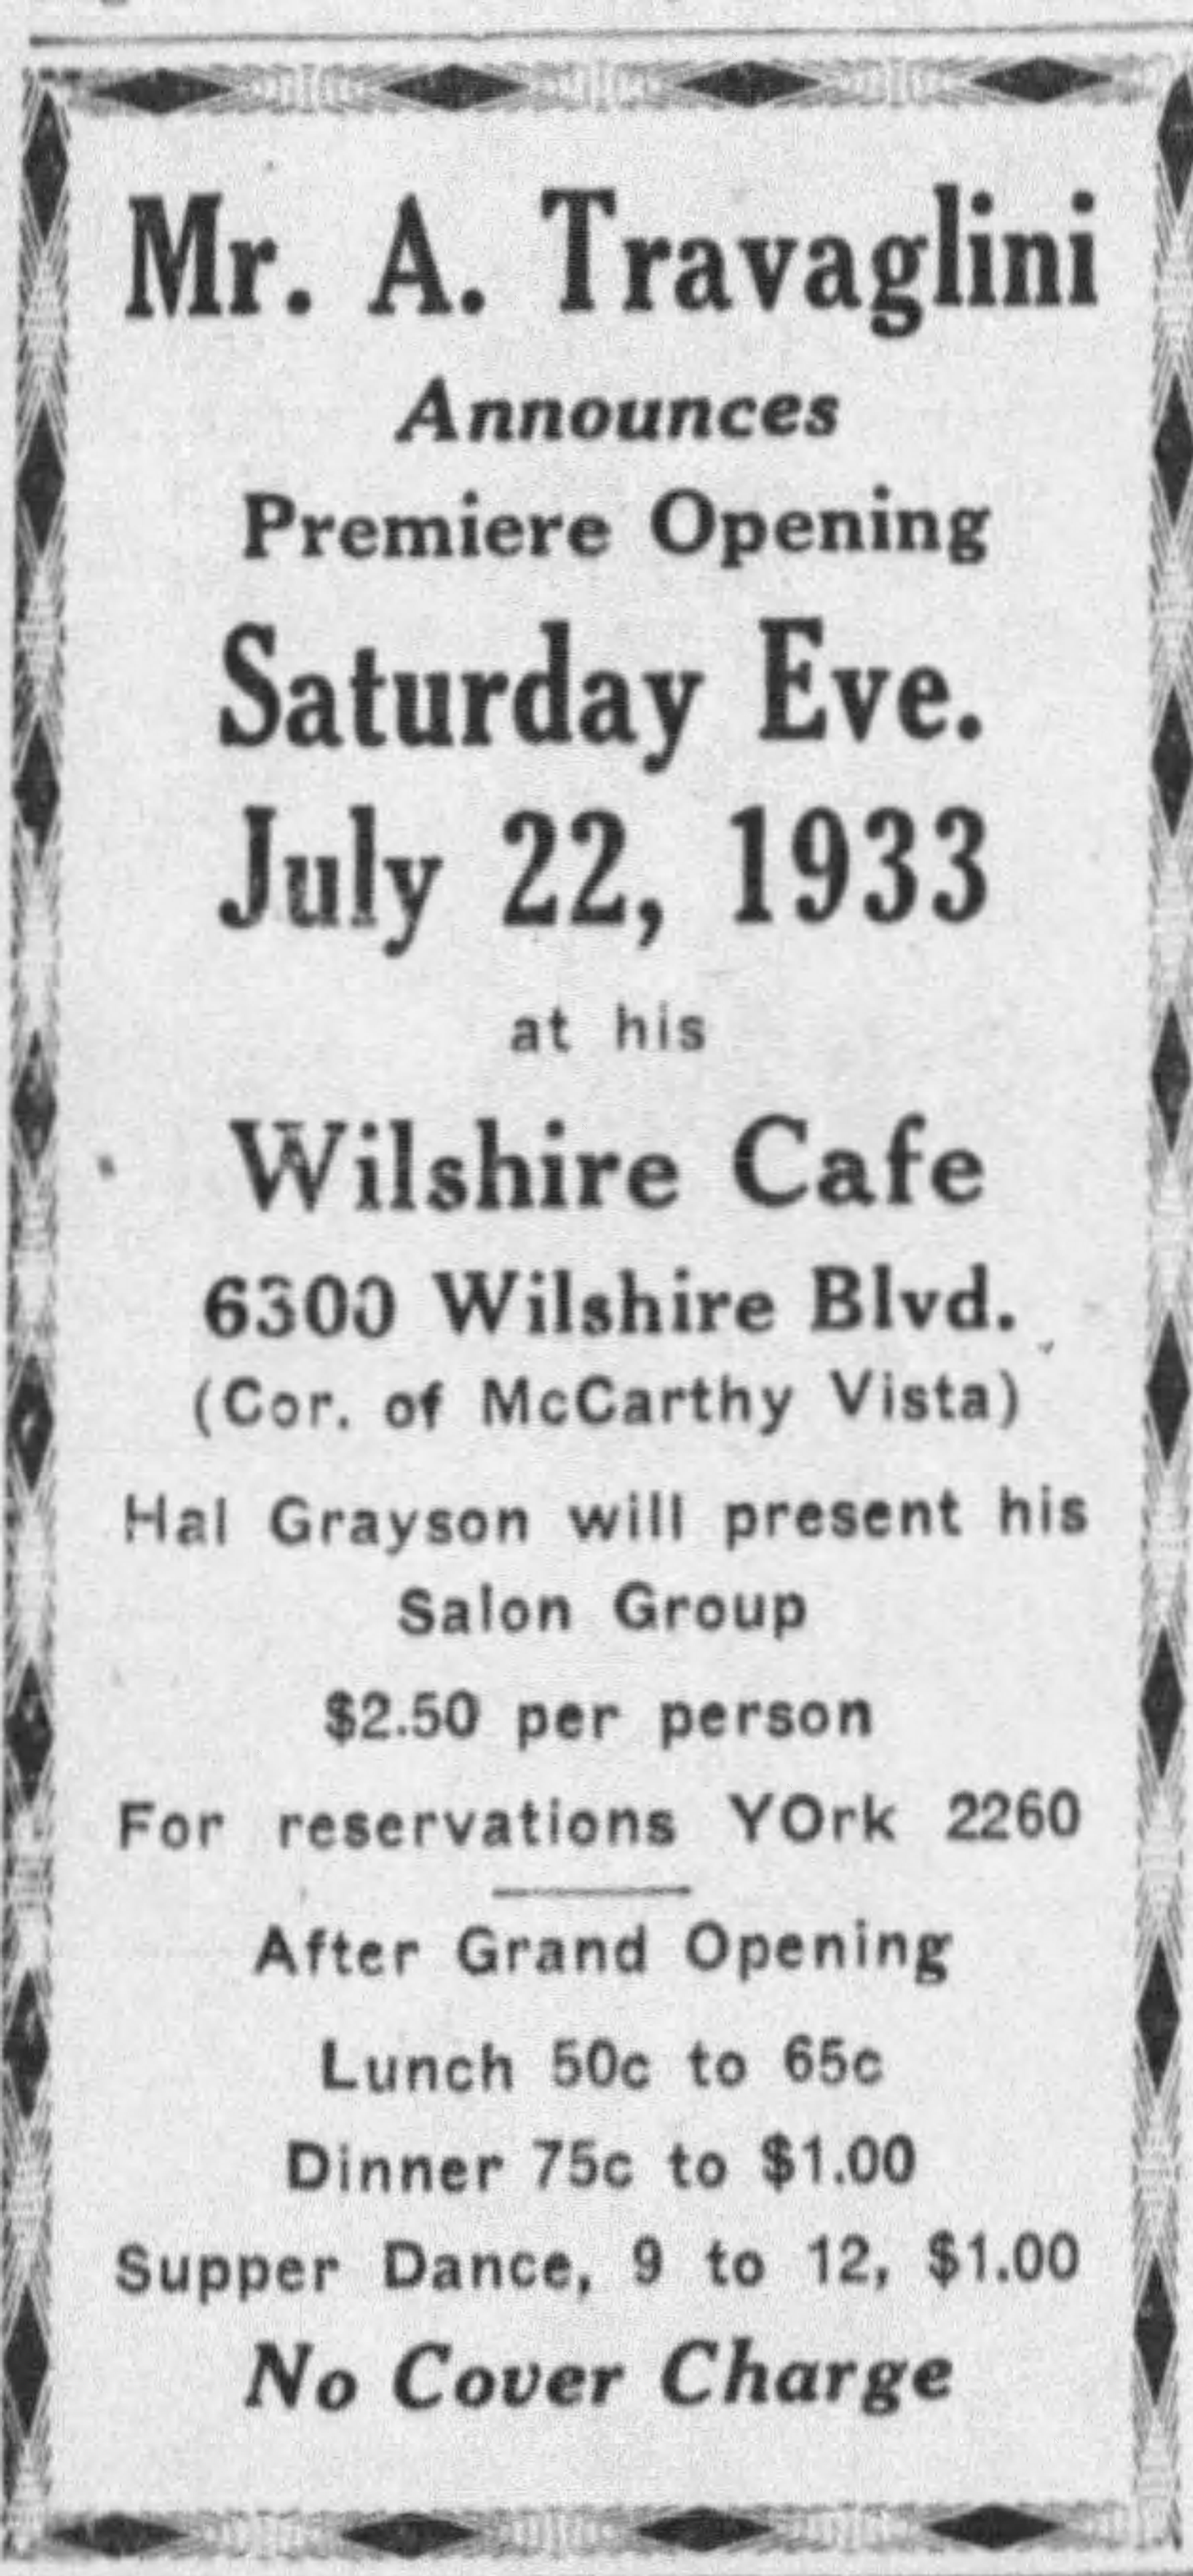 Mr. A. Travaglini
Announces
Premiere Opening
Saturday Eve.
July 22, 1933
at his
Wilshire Cafe
6300 Wilshire Blvd.
(Cor. of McCarthy Vista)
Hal Grayson will present his
Salon Group
$2.50 per person
For reservations YOrk 2260
After Grand Opening
Lunch 50c to 65c
Dinner 75c to $1.00
Supper Dance, 9 to 12, $1.00
No Cover Charge